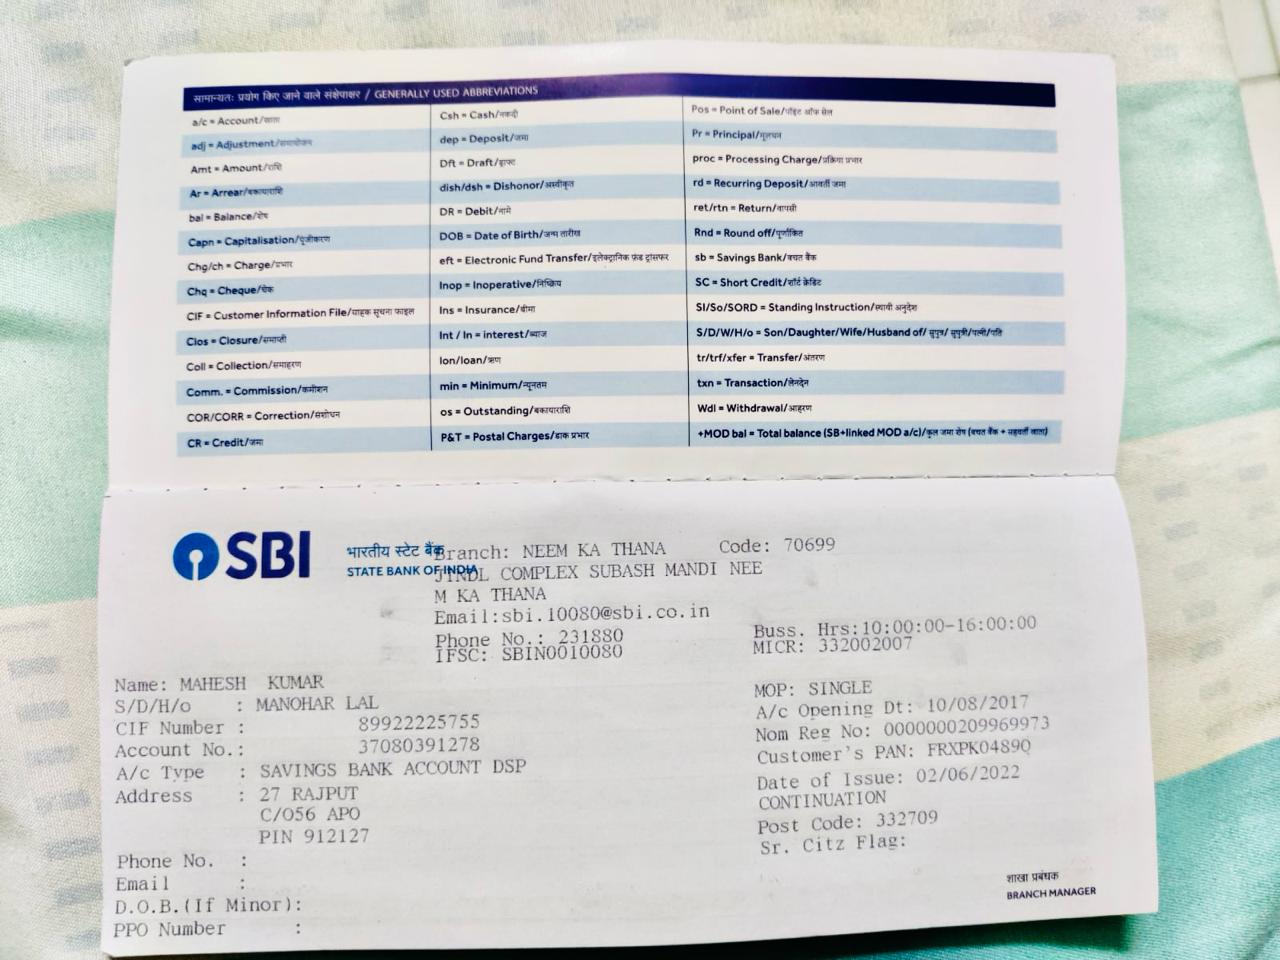 सामान्यतः प्रयोग किए जाने वाले संक्षेपाक्षर / GENERALLY USED ABBREVIATIONS
a/c = Account/खाता
adj = Adjustment/समायोजन
Amt = Amount/राशि
Ar = Arrear/बकायाराशि
bal = Balance/शेष
Capn = Capitalisation/पूंजीकरण
Chg/ch = Charge/प्रभार
Chq = Cheque/चेक
CIF = Customer Information File/ग्राहक सूचना फाइल
Clos = Closure/समाप्ती
Coll = Collection/समाहरण
Comm. = Commission/कमीशन
COR/CORR = Correction/संशोधन
CR = Credit/जमा
Csh = Cash/नकदी
dep = Deposit/जमा
Dft = Draft/ड्राफ्ट
dish/dsh = Dishonor/अस्वीकृत
DR = Debit/नामे
DOB = Date of Birth/जन्म तारीख
eft = Electronic Fund Transfer/इलेक्ट्रानिक फ़ंड ट्रांसफर
Inop = Inoperative/निष्क्रिय
Ins = Insurance/बीमा
Int / In = interest/ब्याज
lon/loan/ऋण
min = Minimum/न्यूनतम
os = Outstanding/बकायाराशि
P&T = Postal Charges/डाक प्रभार
Pos = Point of Sale/पॉइंट ऑफ सेल
Pr = Principal/मूलधन
proc = Processing Charge/प्रक्रिया प्रभार
rd = Recurring Deposit/आवर्ती जमा
ret/rtn = Return/वापसी
Rnd = Round off/पूर्णांकित
sb = Savings Bank/बचत बैंक
SC = Short Credit/शॉर्ट क्रेडिट
SI/So/SORD = Standing Instruction/स्थायी अनुदेश
S/D/W/H/o = Son/Daughter/Wife/Husband of/ सुपुत्र/ सुपुत्री/पत्नी/पति
tr/trf/xfer = Transfer/अंतरण
txn = Transaction/लेनदेन
Wdl = Withdrawal/आहरण
+MOD bal = Total balance (SB+linked MOD a/c)/कुल जमा शेष (बचत बैंक + सहवर्ती खाता)
SBI
भारतीय स्टेट बैंक
STATE BANK OF INDIA
Branch: NEEM KA THANA Code: 70699
JINDL COMPLEX SUBASH MANDI NEE
M KA THANA
Email:sbi.10080@sbi.co.in
Phone No.: 231880
IFSC: SBIN0010080
Buss. Hrs:10:00:00-16:00:00
MICR: 332002007
Name: MAHESH KUMAR
S/D/H/o : MANOHAR LAL
CIF Number : 89922225755
Account No.: 37080391278
A/c Type : SAVINGS BANK ACCOUNT DSP
Address : 27 RAJPUT
C/O56 APO
PIN 912127
Phone No. :
Email :
D.O.B.(If Minor):
PPO Number :
MOP: SINGLE
A/c Opening Dt: 10/08/2017
Nom Reg No: 0000000209969973
Customer's PAN: FRXPK0489Q
Date of Issue: 02/06/2022
CONTINUATION
Post Code: 332709
Sr. Citz Flag:
शाखा प्रबंधक
BRANCH MANAGER